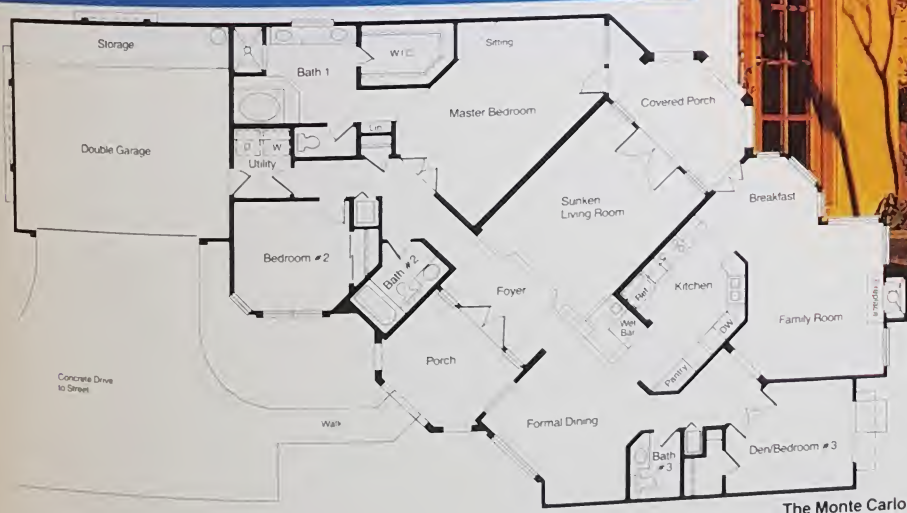 Storage
Bath 1
W.I.C.
Sitting
Master Bedroom
Covered Porch
Double Garage
Lin
D
W
Utility
Sunken
Living Room
Breakfast
Bedroom #2
Bath #2
Foyer
Ref
Kitchen
Fireplace
Family Room
Wet
Bar
DW
Porch
Pantry
Concrete Drive
to Street
Walk
Formal Dining
Bath
#3
Den/Bedroom #3
The Monte Carlo